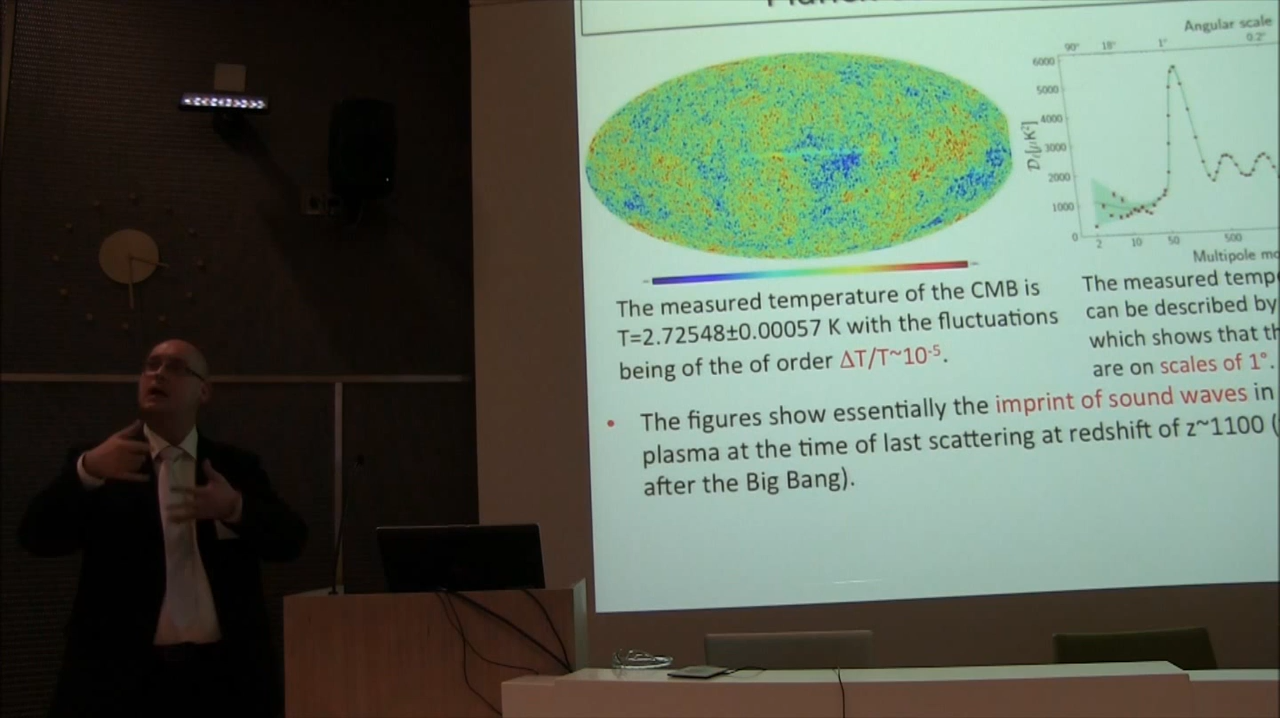 Angular scale
90° 18° 1° 0.2°
6000
5000
4000
3000
2000
1000
0
2 10 50 500
The measured temperature of the CMB is
T=2.72548±0.00057 K with the fluctuations
being of the of order ΔT/T~10⁻⁵.
The measured temp
can be described by
which shows that th
are on scales of 1°.
• The figures show essentially the imprint of sound waves in
plasma at the time of last scattering at redshift of z~1100 (
after the Big Bang).